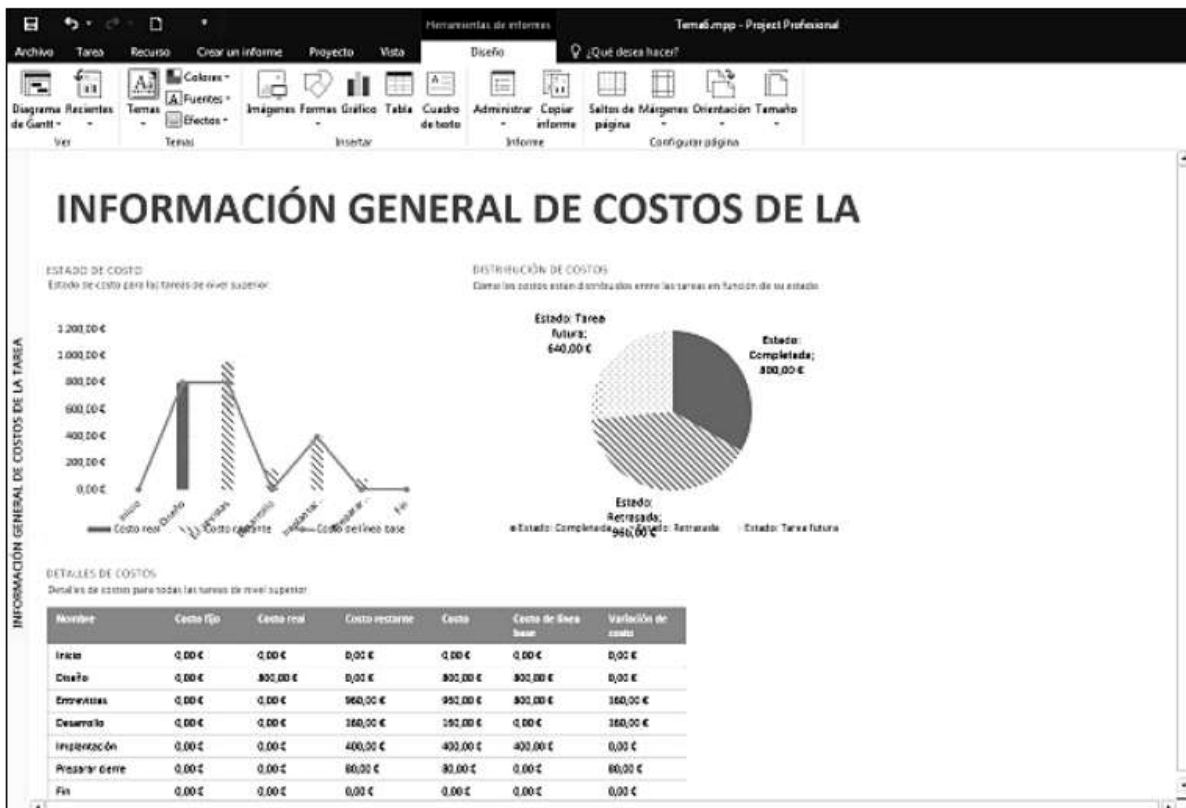 Herramientas de informes
Tema6.mpp - Project Profesional
Archivo Tarea Recurso Crear un informe Proyecto Vista Diseño ¿Qué desea hacer?
Diagrama de Gantt
Recientes
Temas
Colores
Fuentes
Efectos
Imágenes Formas Gráfico Tabla Cuadro de texto
Administrar
Copiar informe
Saltos de página
Márgenes Orientación Tamaño
Ver Temas Insertar Informe Configurar página
INFORMACIÓN GENERAL DE COSTOS DE LA
INFORMACIÓN GENERAL DE COSTOS DE LA TAREA
ESTADO DE COSTO
Estado de costo para las tareas de nivel superior.
1.200,00 €
1.000,00 €
800,00 €
600,00 €
400,00 €
200,00 €
0,00 €
Inicio
Diseño
Desarrollo
Fin
Costo real Costo restante Costo de línea base
DISTRIBUCIÓN DE COSTOS
Cómo los costos están distribuidos entre las tareas en función de su estado
Estado: Tarea
futura;
640,00 €
Estado:
Completada;
800,00 €
Estado:
Retrasada;
960,00 €
Estado: Completada Estado: Retrasada Estado: Tarea futura
DETALLES DE COSTOS
Detalles de costos para todas las tareas de nivel superior.
Nombre Costo fijo Costo real Costo restante Costo Costo de línea base Variación de costo
Inicio 0,00 € 0,00 € 0,00 € 0,00 € 0,00 € 0,00 €
Diseño 0,00 € 800,00 € 0,00 € 800,00 € 800,00 € 0,00 €
Entrevistas 0,00 € 0,00 € 960,00 € 960,00 € 800,00 € 160,00 €
Desarrollo 0,00 € 0,00 € 160,00 € 160,00 € 0,00 € 160,00 €
Implantación 0,00 € 0,00 € 400,00 € 400,00 € 400,00 € 0,00 €
Preparar cierre 0,00 € 0,00 € 80,00 € 80,00 € 0,00 € 80,00 €
Fin 0,00 € 0,00 € 0,00 € 0,00 € 0,00 € 0,00 €